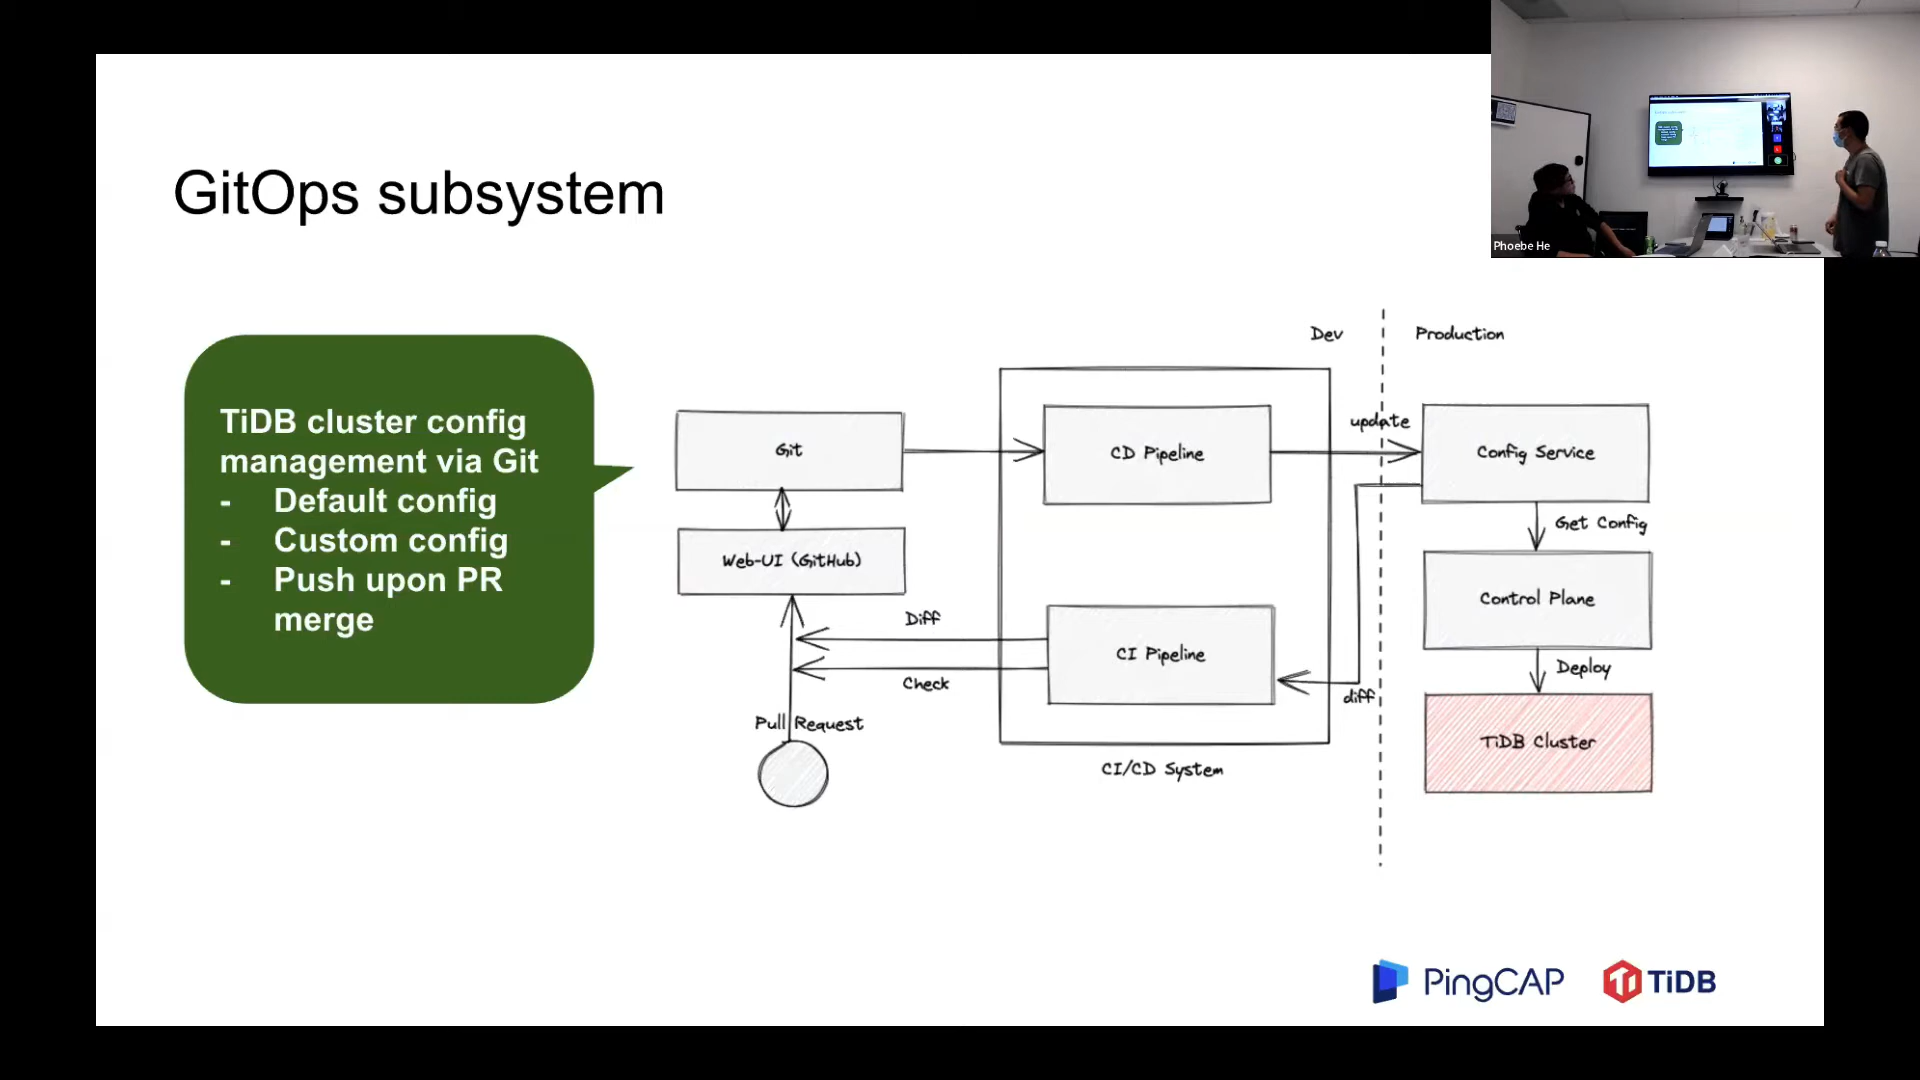 GitOps subsystem
Phoebe He
TiDB cluster config
management via Git
- Default config
- Custom config
- Push upon PR
merge
Dev
Production
Git
CD Pipeline
update
Config Service
Get Config
Web-UI (GitHub)
Control Plane
Diff
CI Pipeline
Check
Deploy
diff
Pull Request
TiDB Cluster
CI/CD System
PingCAP
TiDB